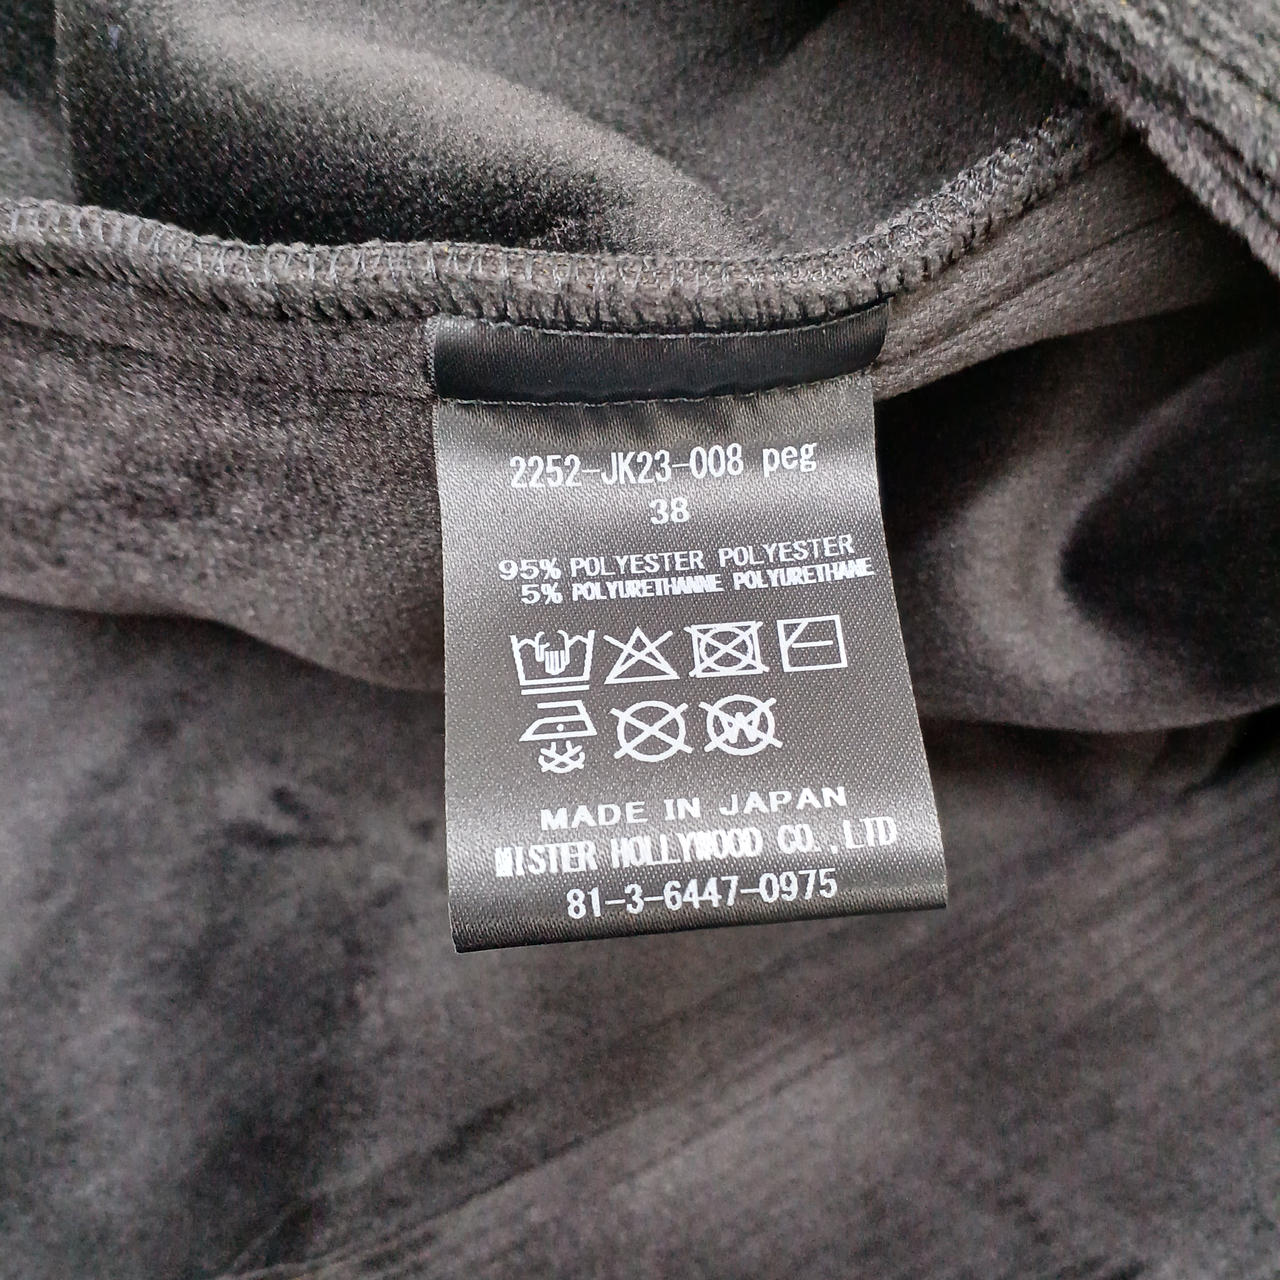 2252-JK23-008 peg
38
95% POLYESTER POLYESTER
5% POLYURETHANNE POLYURETHANE
MADE IN JAPAN
MISTER HOLLYWOOD CO.,LTD
81-3-6447-0975